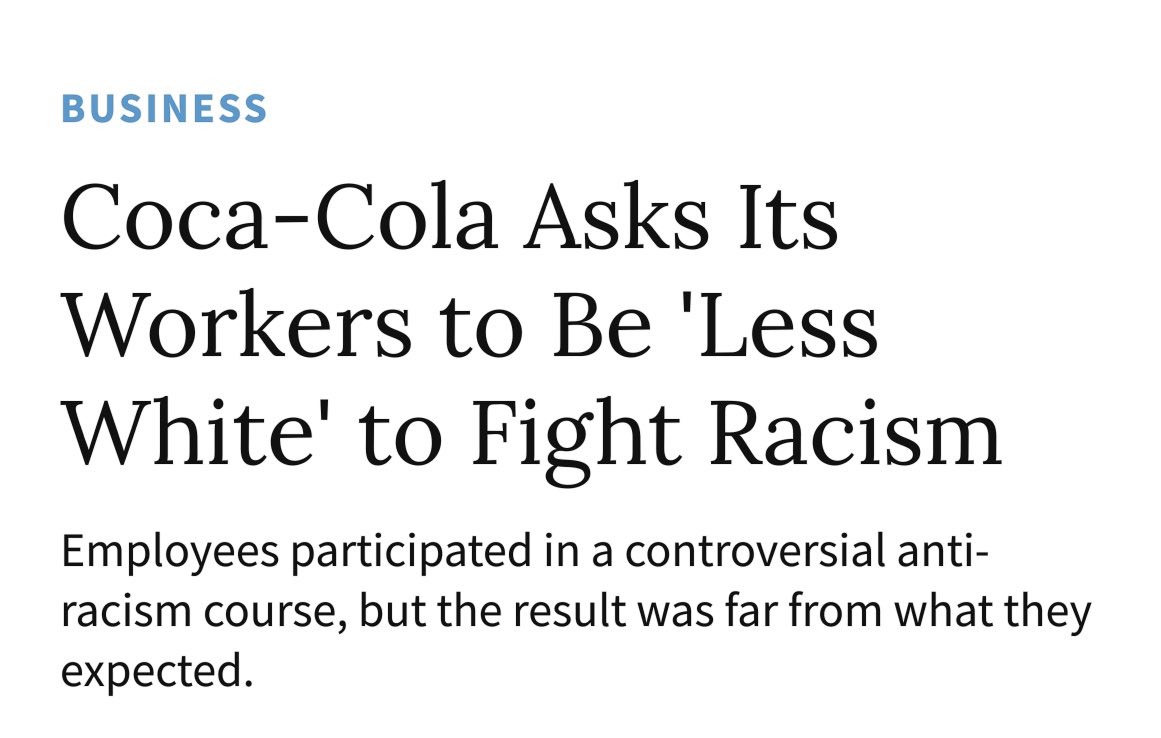 BUSINESS
Coca-Cola Asks Its
Workers to Be 'Less
White' to Fight Racism
Employees participated in a controversial anti-
racism course, but the result was far from what they
expected.